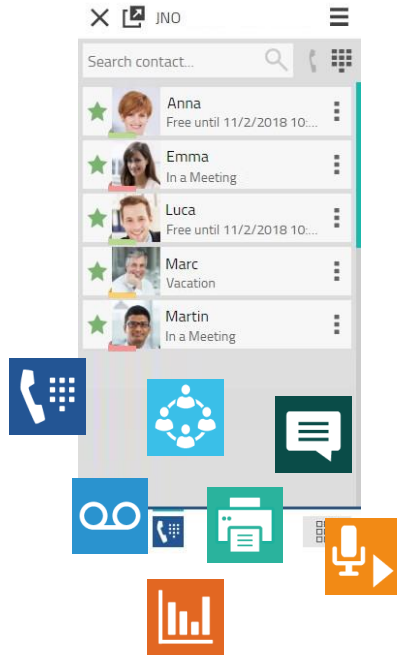 JNO
Search contact...
Anna
Free until 11/2/2018 10:...
Emma
In a Meeting
Luca
Free until 11/2/2018 10:...
Marc
Vacation
Martin
In a Meeting